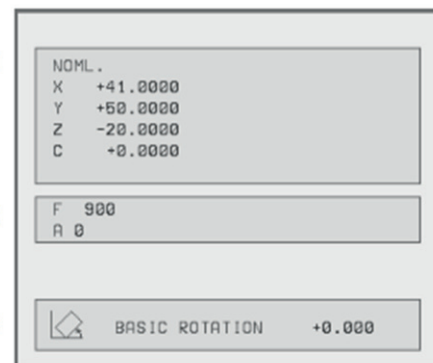 NOML.
X +41.0000
Y +50.0000
Z -20.0000
C +0.0000
F 900
A 0
BASIC ROTATION +0.000